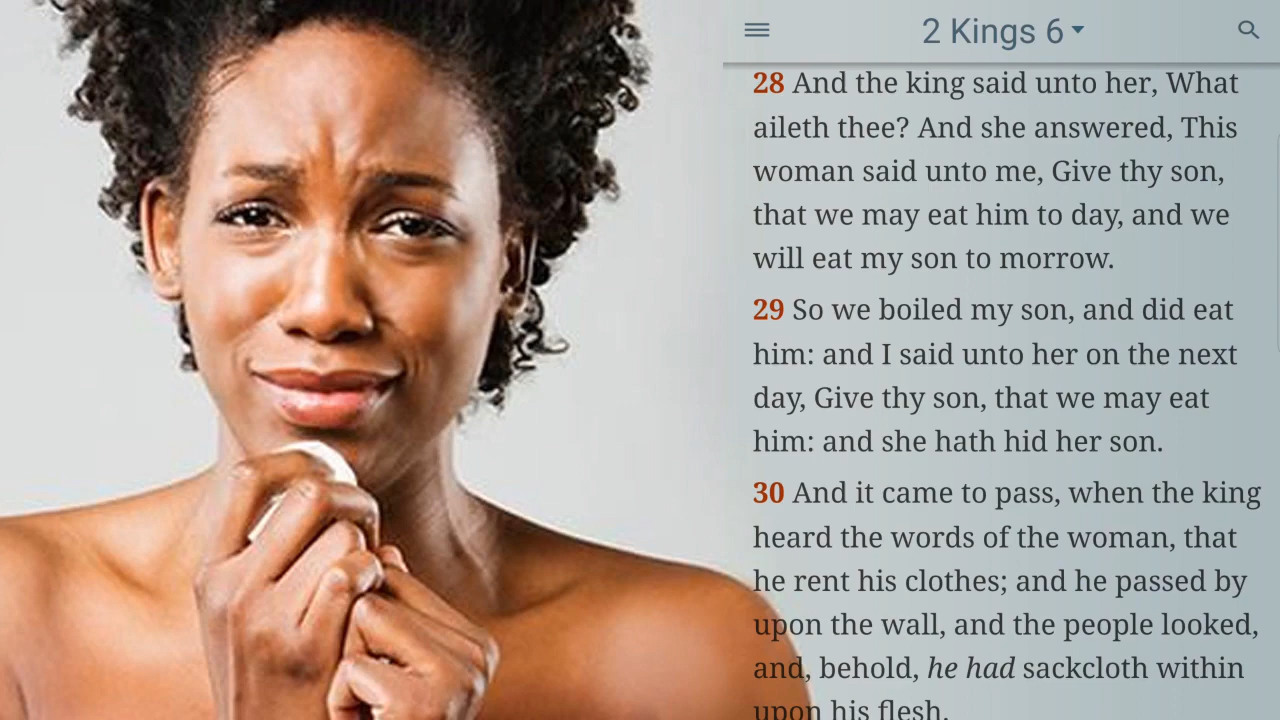 2 Kings 6
28 And the king said unto her, What
aileth thee? And she answered, This
woman said unto me, Give thy son,
that we may eat him to day, and we
will eat my son to morrow.
29 So we boiled my son, and did eat
him: and I said unto her on the next
day, Give thy son, that we may eat
him: and she hath hid her son.
30 And it came to pass, when the king
heard the words of the woman, that
he rent his clothes; and he passed by
upon the wall, and the people looked,
and, behold, he had sackcloth within
upon his flesh.